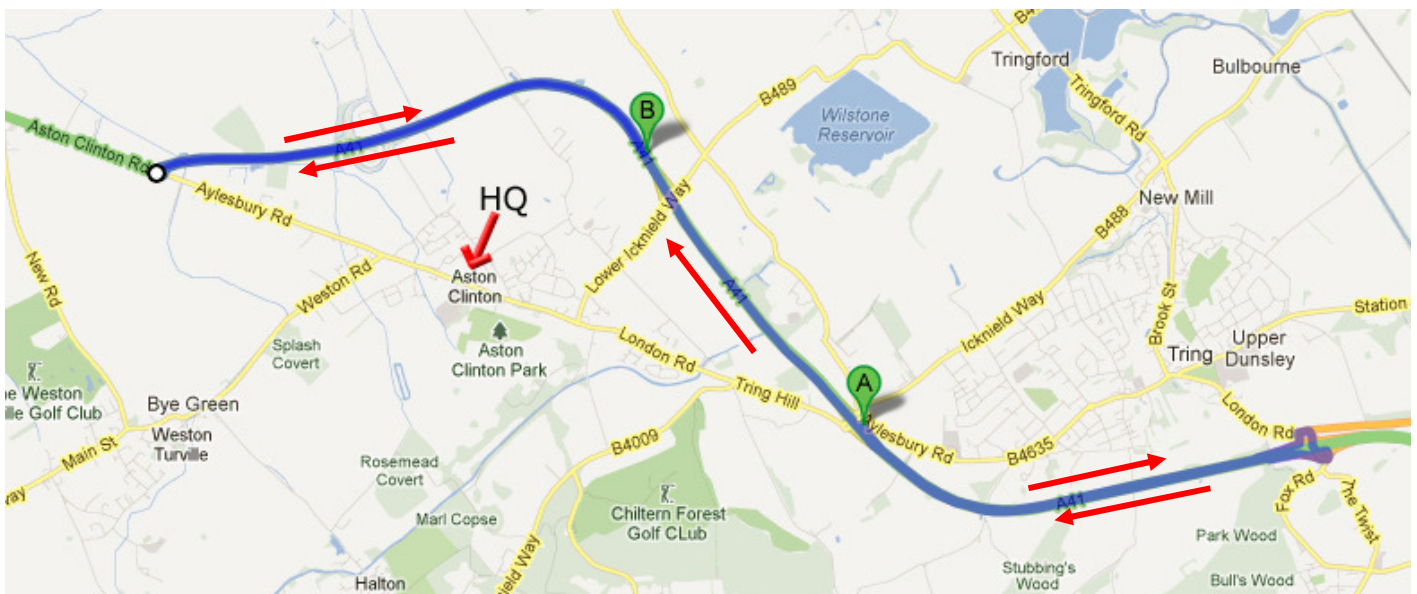 Tringford
Bulbourne
B489
Wilstone
Reservoir
Tringford Rd
B
A41
Aston Clinton Rd
A41
HQ
Aylesbury Rd
New Mill
B488
Lower Icknield Way
New Rd
Weston Rd
Aston
Clinton
A41
Icknield Way
Brook St
Station
Splash
Covert
Aston
Clinton Park
London Rd
Tring
Upper
Dunsley
A
Tring Hill
he Weston
lle Golf Club
Bye Green
Weston
Turville
Main St
way
B4009
Aylesbury Rd
B4635
London Rd
Rosemead
Covert
Fox Rd
The Twist
A41
Chiltern Forest
Golf CLub
Marl Copse
Park Wood
Halton
nield Way
Stubbing's
Wood
Bull's Wood